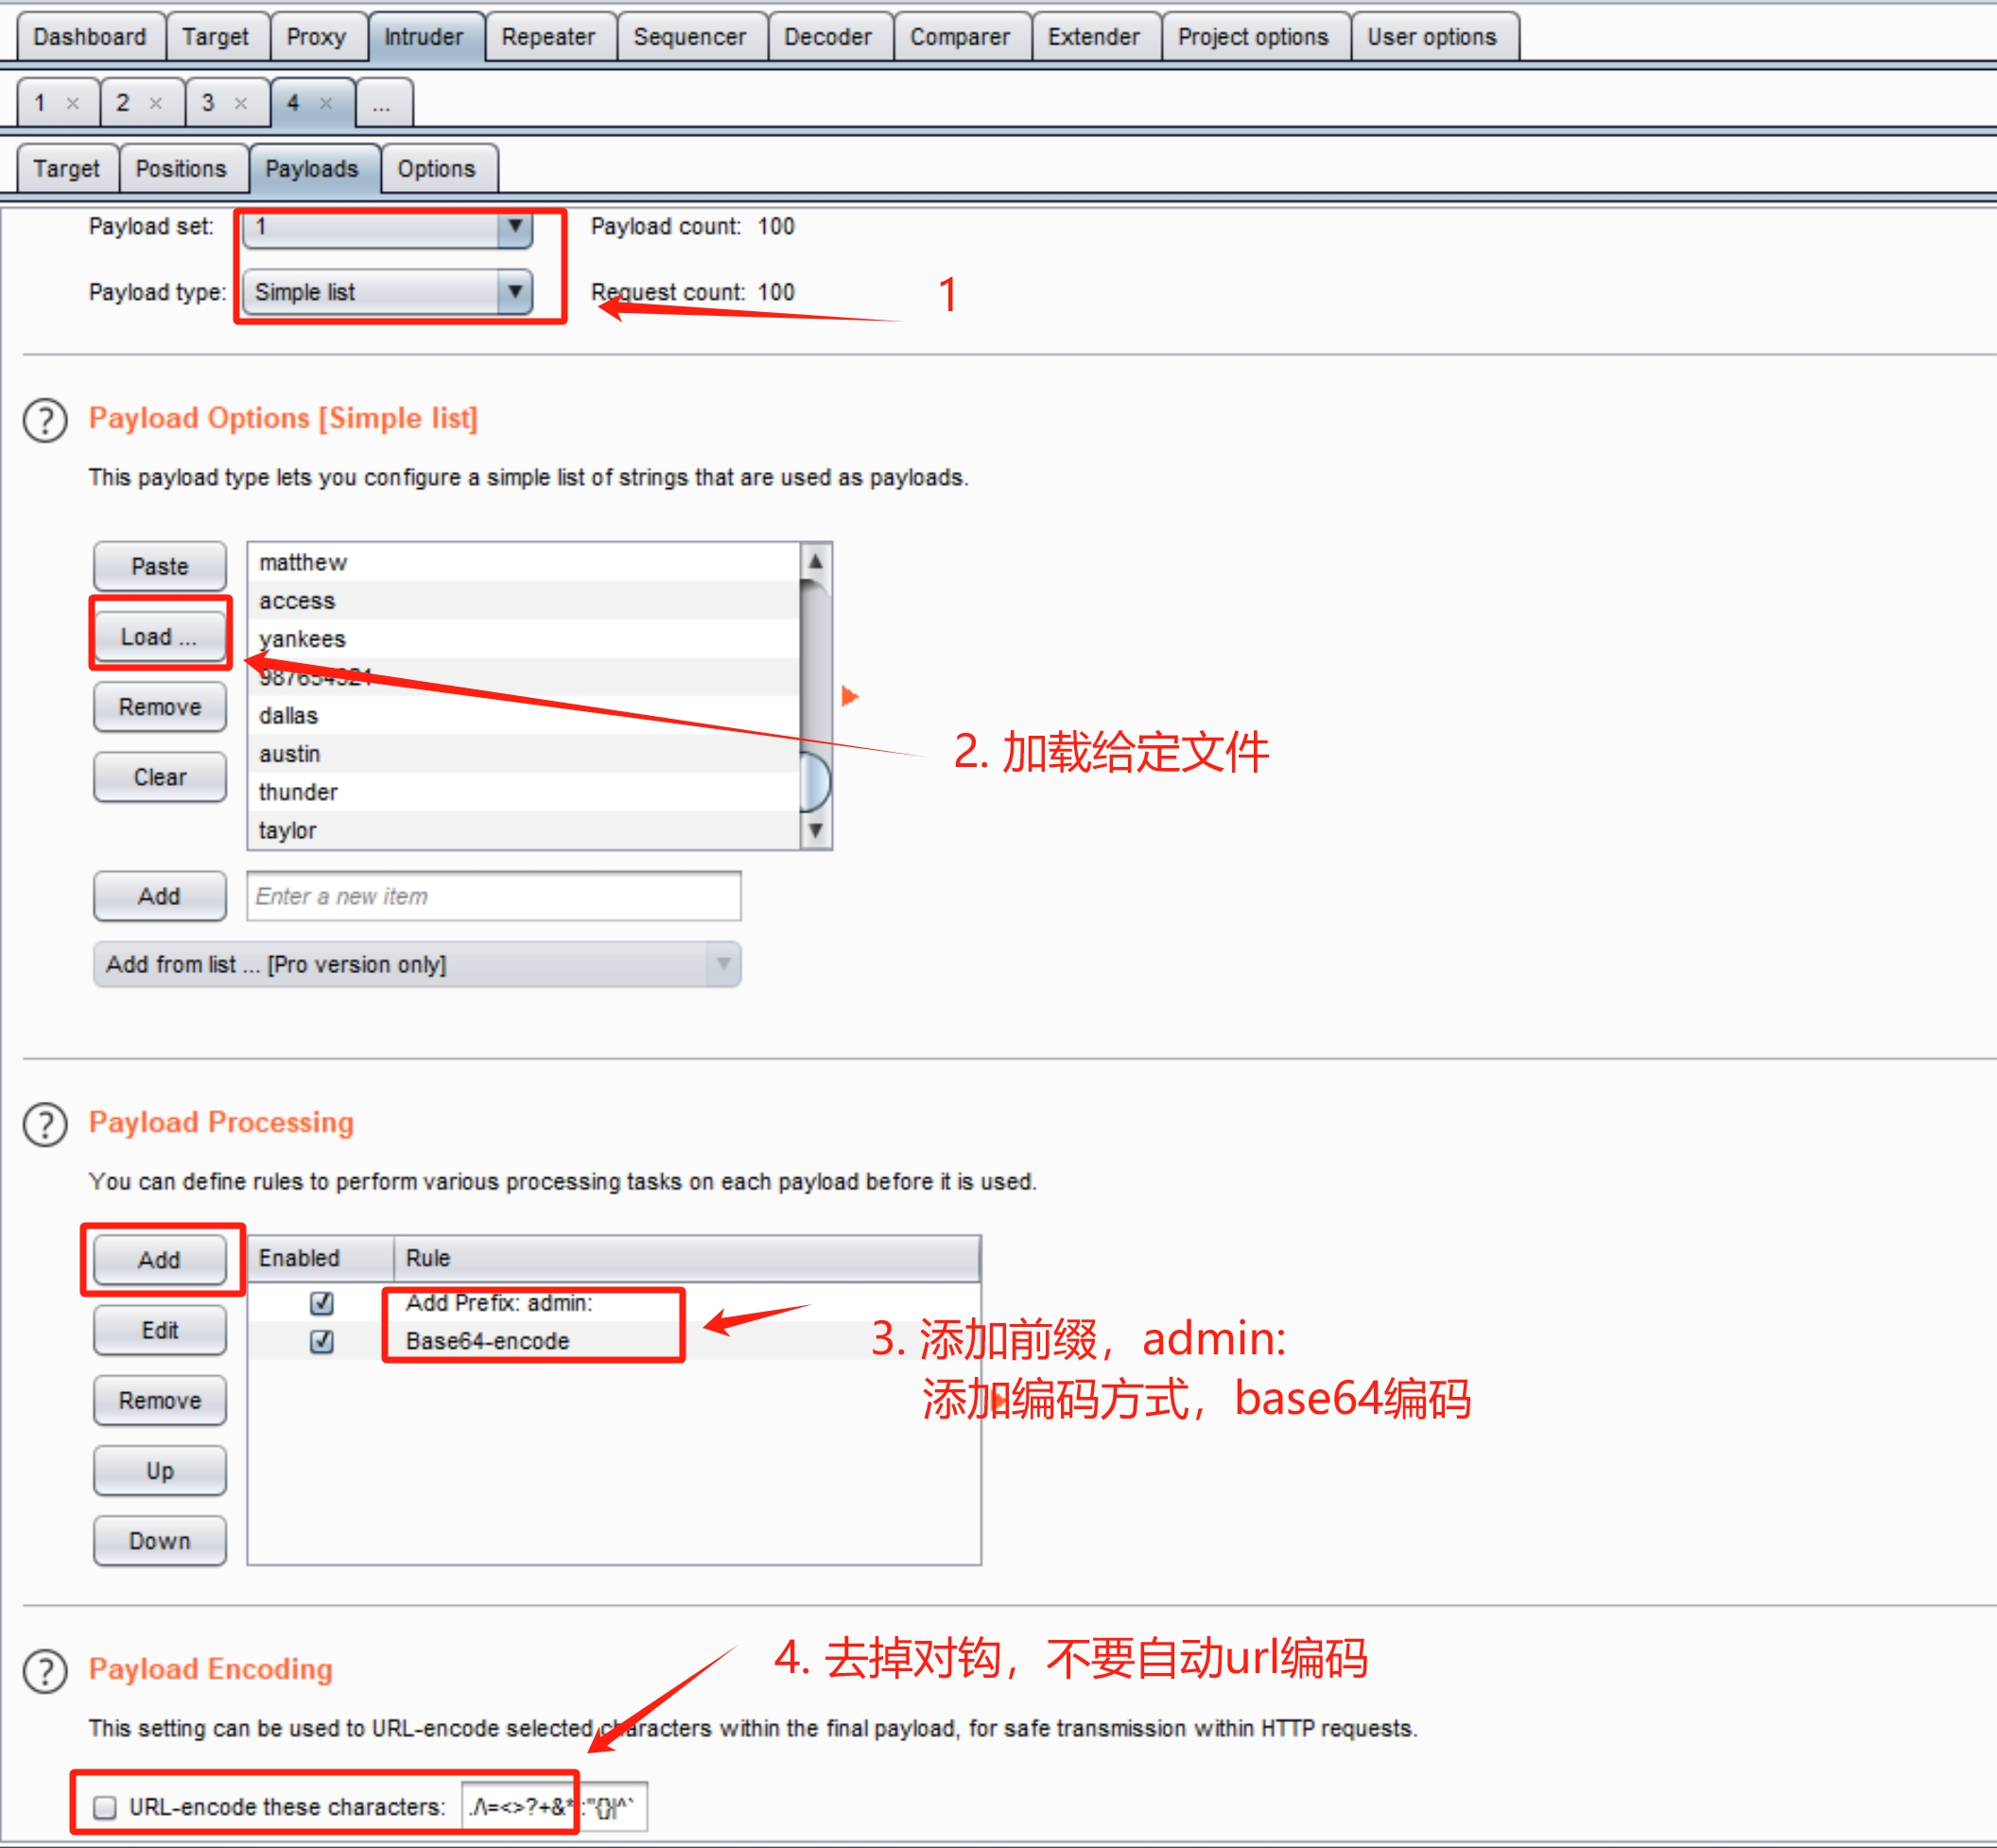 Dashboard Target Proxy Intruder Repeater Sequencer Decoder Comparer Extender Project options User options
1 × 2 × 3 × 4 × ...
Target Positions Payloads Options
Payload set: 1 Payload count: 100
Payload type: Simple list Request count: 100
1
? Payload Options [Simple list]
This payload type lets you configure a simple list of strings that are used as payloads.
Paste
Load ...
Remove
Clear
matthew
access
yankees
987654321
dallas
austin
thunder
taylor
2. 加载给定文件
Add Enter a new item
Add from list ... [Pro version only]
? Payload Processing
You can define rules to perform various processing tasks on each payload before it is used.
Add
Edit
Remove
Up
Down
Enabled Rule
Add Prefix: admin:
Base64-encode
3. 添加前缀，admin:
添加编码方式，base64编码
4. 去掉对钩，不要自动url编码
? Payload Encoding
This setting can be used to URL-encode selected characters within the final payload, for safe transmission within HTTP requests.
URL-encode these characters: ./\=<>?+&*;:"{}|^`